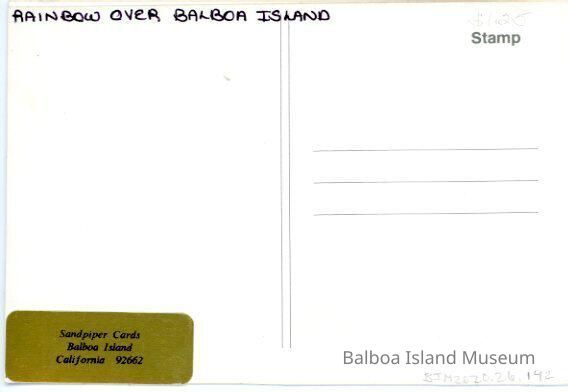 RAINBOW OVER BALBOA ISLAND
Stamp
Sandpiper Cards
Balboa Island
California 92662
Balboa Island Museum